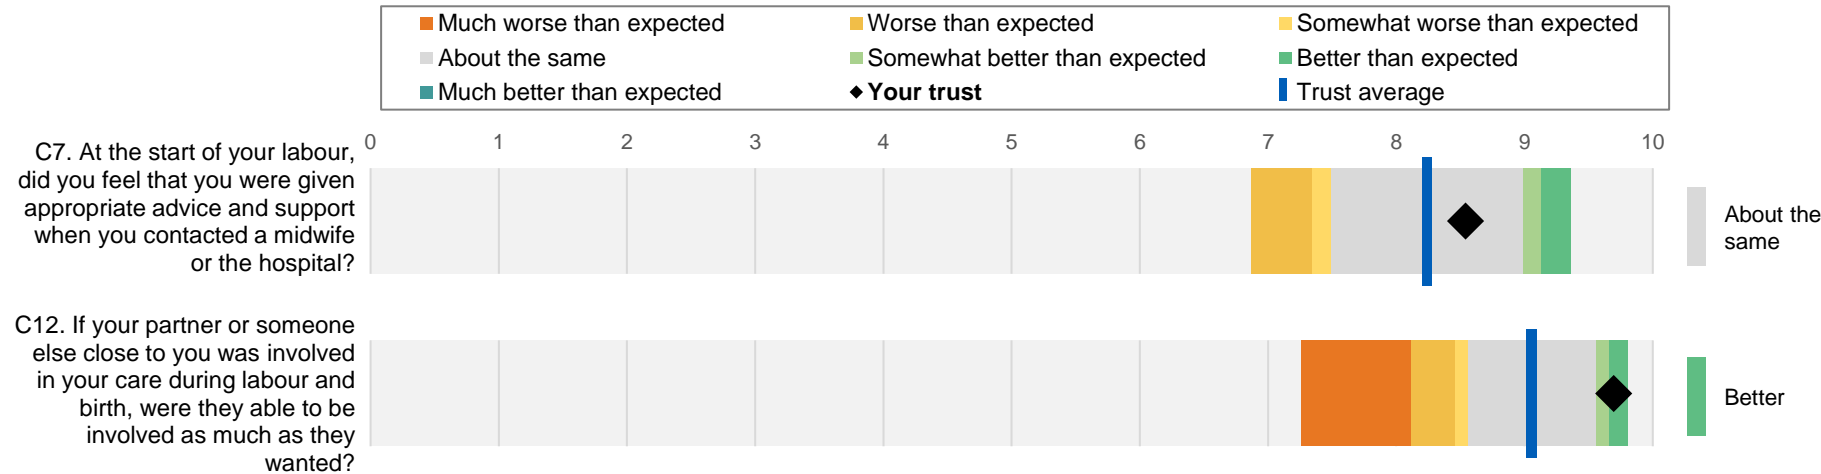 Much worse than expected
Worse than expected
Somewhat worse than expected
About the same
Somewhat better than expected
Better than expected
Much better than expected
Your trust
Trust average
0 1 2 3 4 5 6 7 8 9 10
C7. At the start of your labour,
did you feel that you were given
appropriate advice and support
when you contacted a midwife
or the hospital?
About the
same
C12. If your partner or someone
else close to you was involved
in your care during labour and
birth, were they able to be
involved as much as they
wanted?
Better